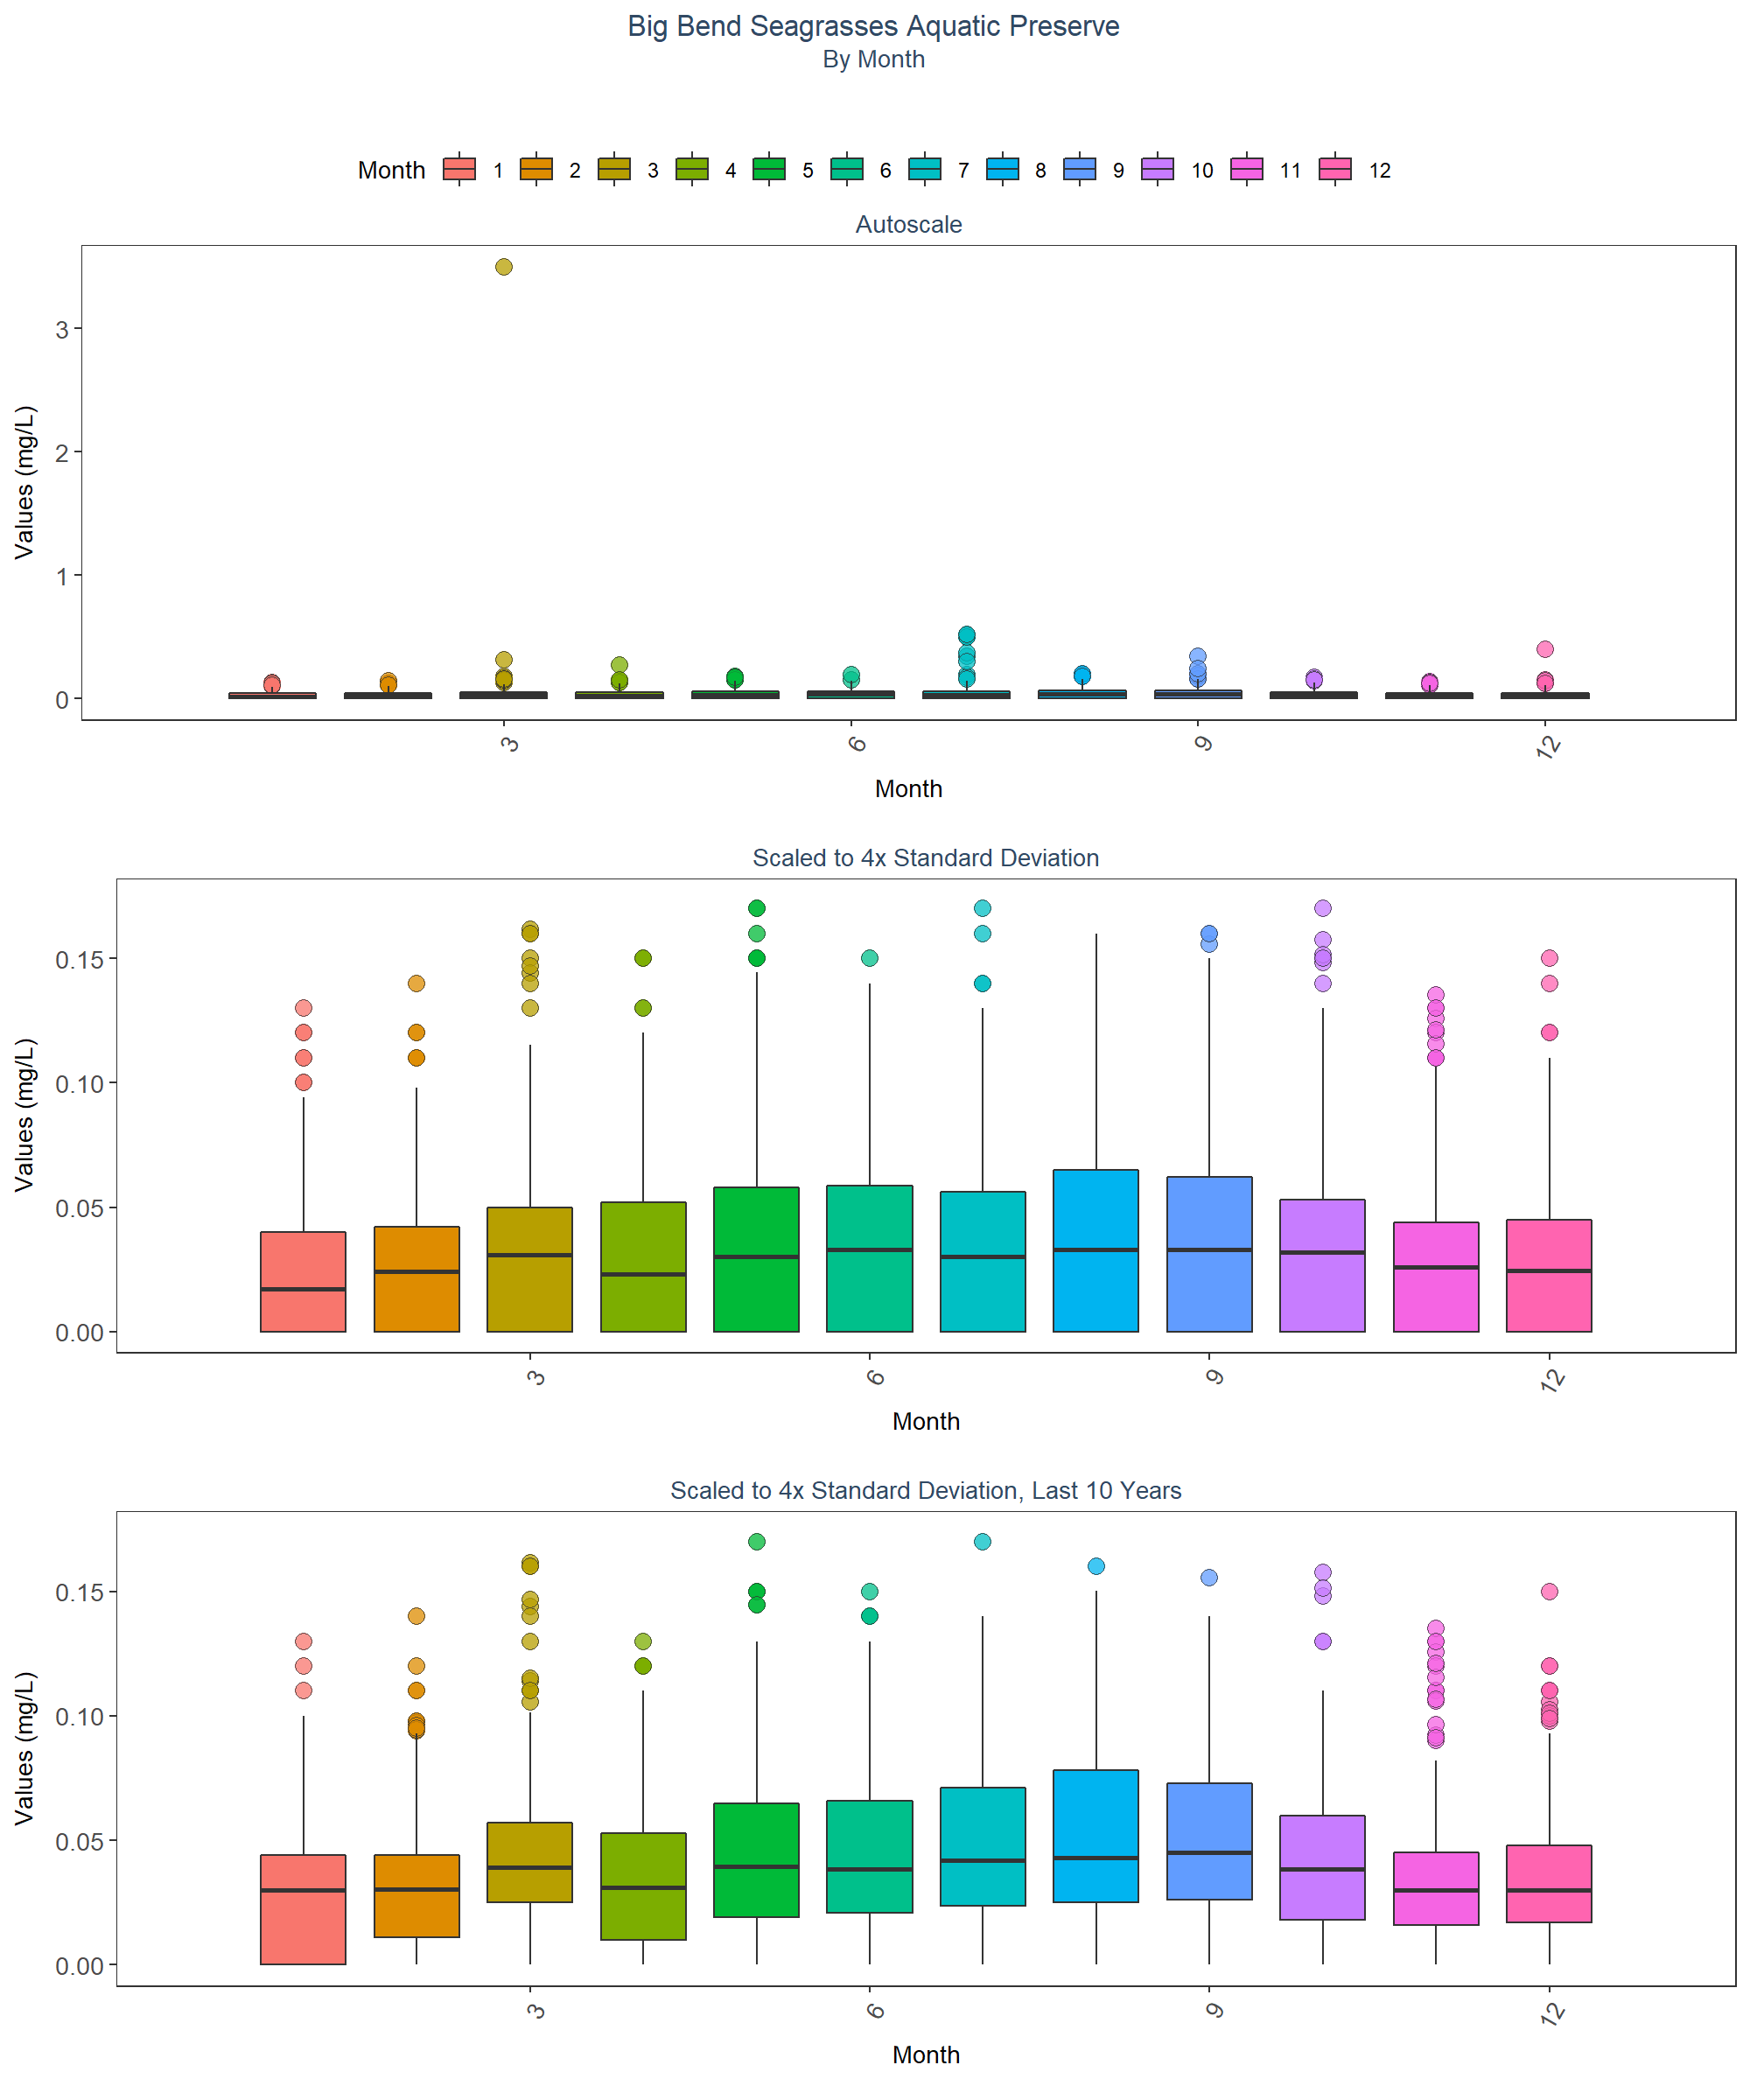 Big Bend Seagrasses Aquatic Preserve
By Month
Month 1 2 3 4 5 6 7 8 9 10 11 12
Autoscale
Values (mg/L)
3
2
1
0
3 6 9 12
Month
Scaled to 4x Standard Deviation
Values (mg/L)
0.15
0.10
0.05
0.00
3 6 9 12
Month
Scaled to 4x Standard Deviation, Last 10 Years
Values (mg/L)
0.15
0.10
0.05
0.00
3 6 9 12
Month